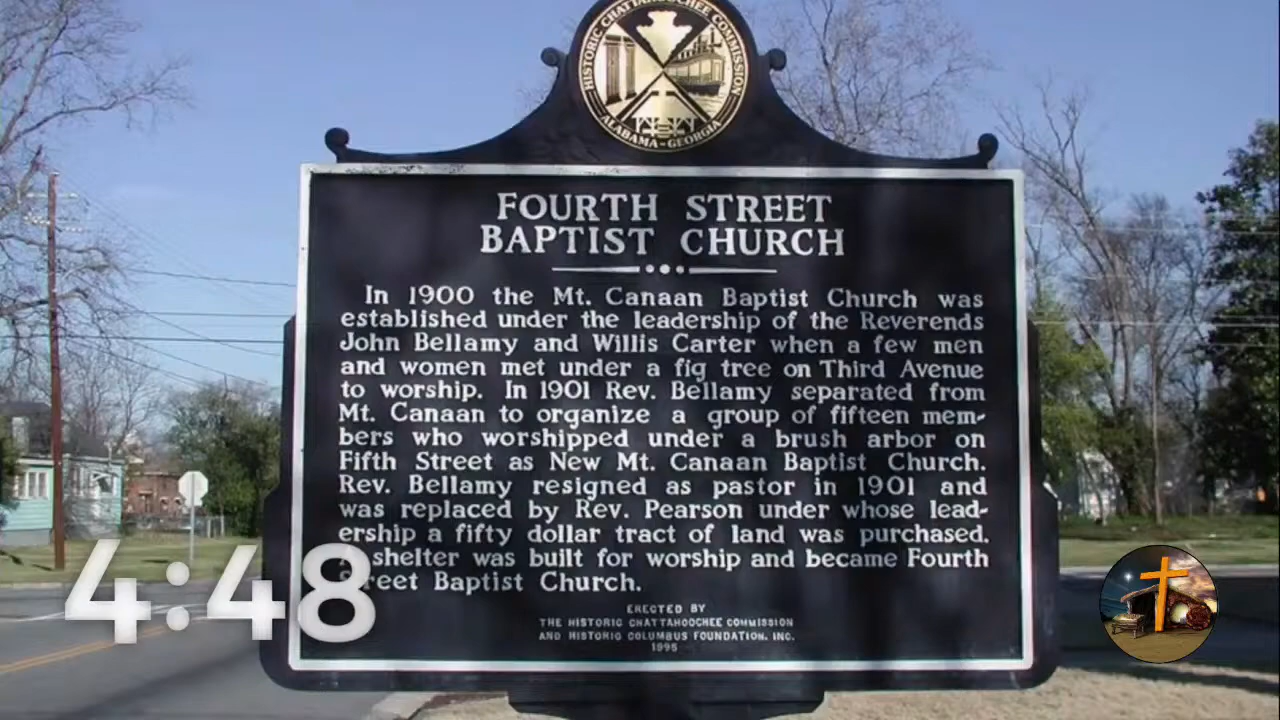 HISTORIC CHATTAHOOCHEE COMMISSION
ALABAMA-GEORGIA
FOURTH STREET
BAPTIST CHURCH
In 1900 the Mt. Canaan Baptist Church was
established under the leadership of the Reverends
John Bellamy and Willis Carter when a few men
and women met under a fig tree on Third Avenue
to worship. In 1901 Rev. Bellamy separated from
Mt. Canaan to organize a group of fifteen mem-
bers who worshipped under a brush arbor on
Fifth Street as New Mt. Canaan Baptist Church.
Rev. Bellamy resigned as pastor in 1901 and
was replaced by Rev. Pearson under whose lead-
ership a fifty dollar tract of land was purchased.
A shelter was built for worship and became Fourth
Street Baptist Church.
ERECTED BY
THE HISTORIC CHATTAHOOCHEE COMMISSION
AND HISTORIC COLUMBUS FOUNDATION, INC.
1995
4:48